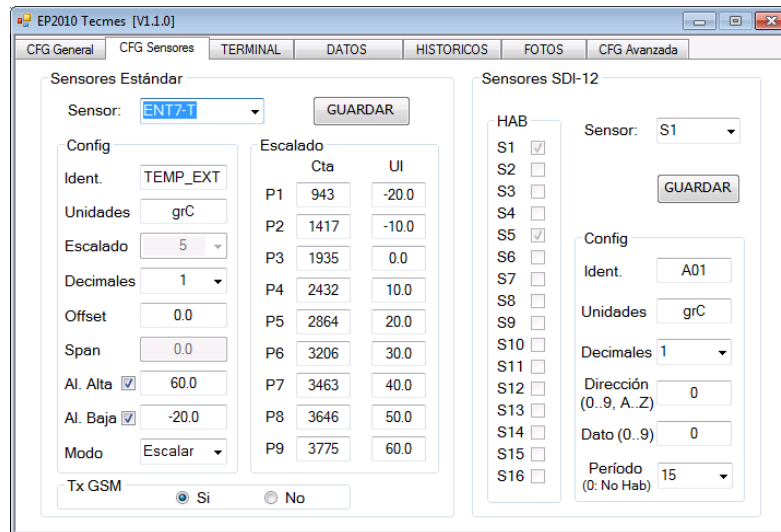 EP2010 Tecmes [V1.1.0]
CFG General CFG Sensores TERMINAL DATOS HISTORICOS FOTOS CFG Avanzada
Sensores Estándar
Sensor: ENT7-T GUARDAR
Config
Ident. TEMP_EXT
Unidades grC
Escalado 5
Decimales 1
Offset 0.0
Span 0.0
Al. Alta 60.0
Al. Baja -20.0
Modo Escalar
Escalado
Cta UI
P1 943 -20.0
P2 1417 -10.0
P3 1935 0.0
P4 2432 10.0
P5 2864 20.0
P6 3206 30.0
P7 3463 40.0
P8 3646 50.0
P9 3775 60.0
Tx GSM
Si No
Sensores SDI-12
HAB
S1
S2
S3
S4
S5
S6
S7
S8
S9
S10
S11
S12
S13
S14
S15
S16
Sensor: S1
GUARDAR
Config
Ident. A01
Unidades grC
Decimales 1
Dirección
(0..9, A..Z) 0
Dato (0..9) 0
Período
(0: No Hab) 15